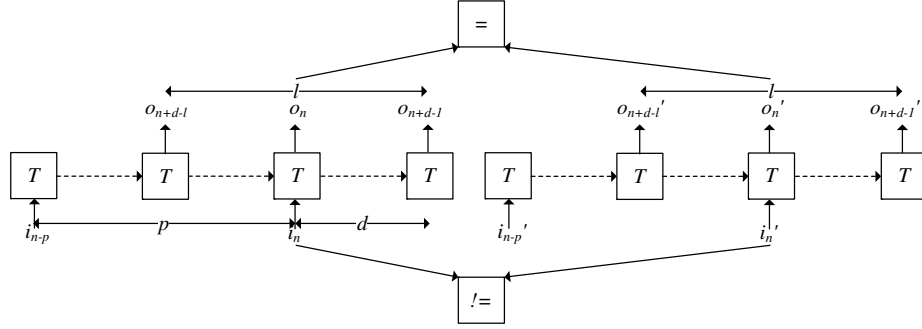 =
l l
o_{n+d-l} o_n o_{n+d-1} o_{n+d-l}' o_n' o_{n+d-1}'
T T T T T T T T
p d
i_{n-p} i_n i_{n-p}' i_n'
!=